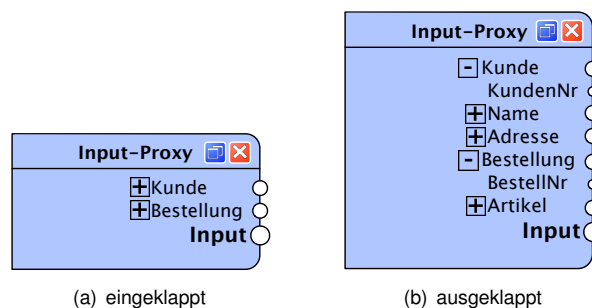 Input-Proxy
+Kunde
+Bestellung
Input
(a) eingeklappt
Input-Proxy
-Kunde
KundenNr
+Name
+Adresse
-Bestellung
BestellNr
+Artikel
Input
(b) ausgeklappt